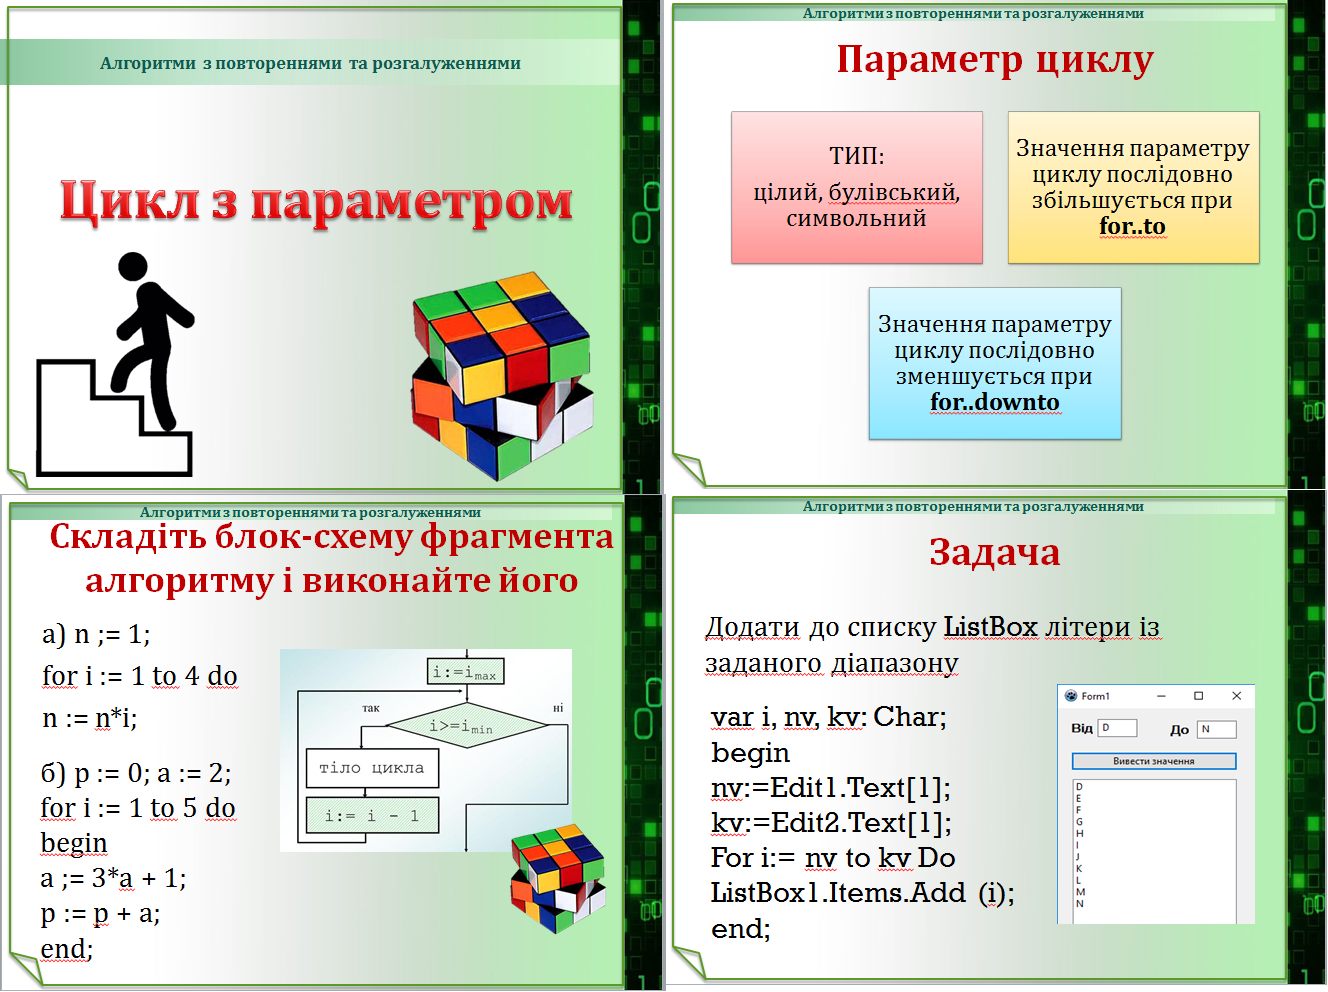 Алгоритми з повтореннями та розгалуженнями
Цикл з параметром
Алгоритми з повтореннями та розгалуженнями
Параметр циклу
ТИП:
цілий, булівський,
символьний
Значення параметру
циклу послідовно
збільшується при
for..to
Значення параметру
циклу послідовно
зменшується при
for..downto
Алгоритми з повтореннями та розгалуженнями
Складіть блок-схему фрагмента
алгоритму і виконайте його
а) n ;= 1;
for i := 1 to 4 do
n := n*i;
б) p := 0; a := 2;
for i := 1 to 5 do
begin
a ;= 3*a + 1;
p := p + a;
end;
i:=imax
так
ні
i>=imin
тіло цикла
i:= i - 1
Алгоритми з повтореннями та розгалуженнями
Задача
Додати до списку ListBox літери із
заданого діапазону
var i, nv, kv: Char;
begin
nv:=Edit1.Text[1];
kv:=Edit2.Text[1];
For i:= nv to kv Do
ListBox1.Items.Add (i);
end;
Form1
Від D До N
Вивести значення
D
E
F
G
H
I
J
K
L
M
N